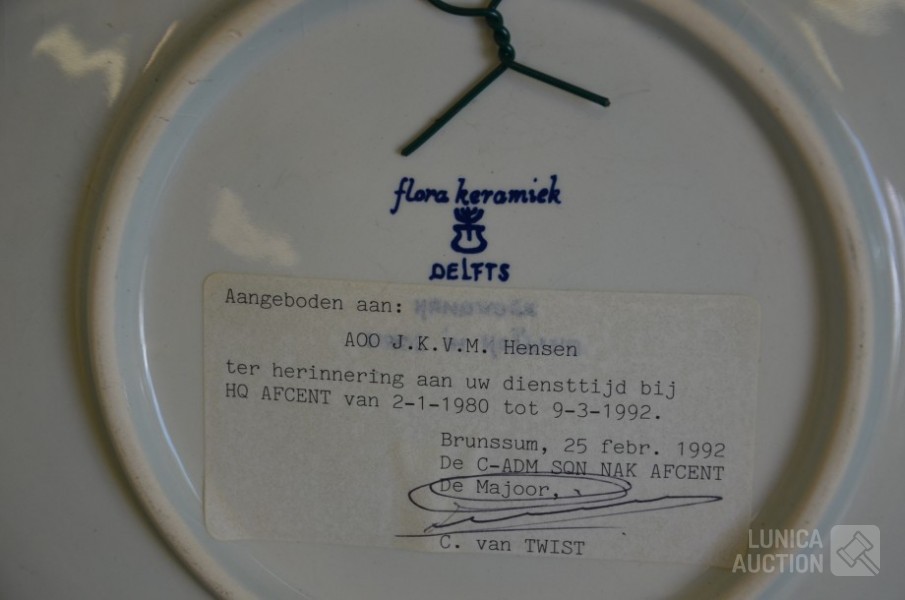 flora keramiek
DELFTS
Aangeboden aan:
AOO J.K.V.M. Hensen
ter herinnering aan uw diensttijd bij
HQ AFCENT van 2-1-1980 tot 9-3-1992.
Brunssum, 25 febr. 1992
De C-ADM SQN NAK AFCENT
De Majoor,
C. van TWIST
LUNICA
AUCTION